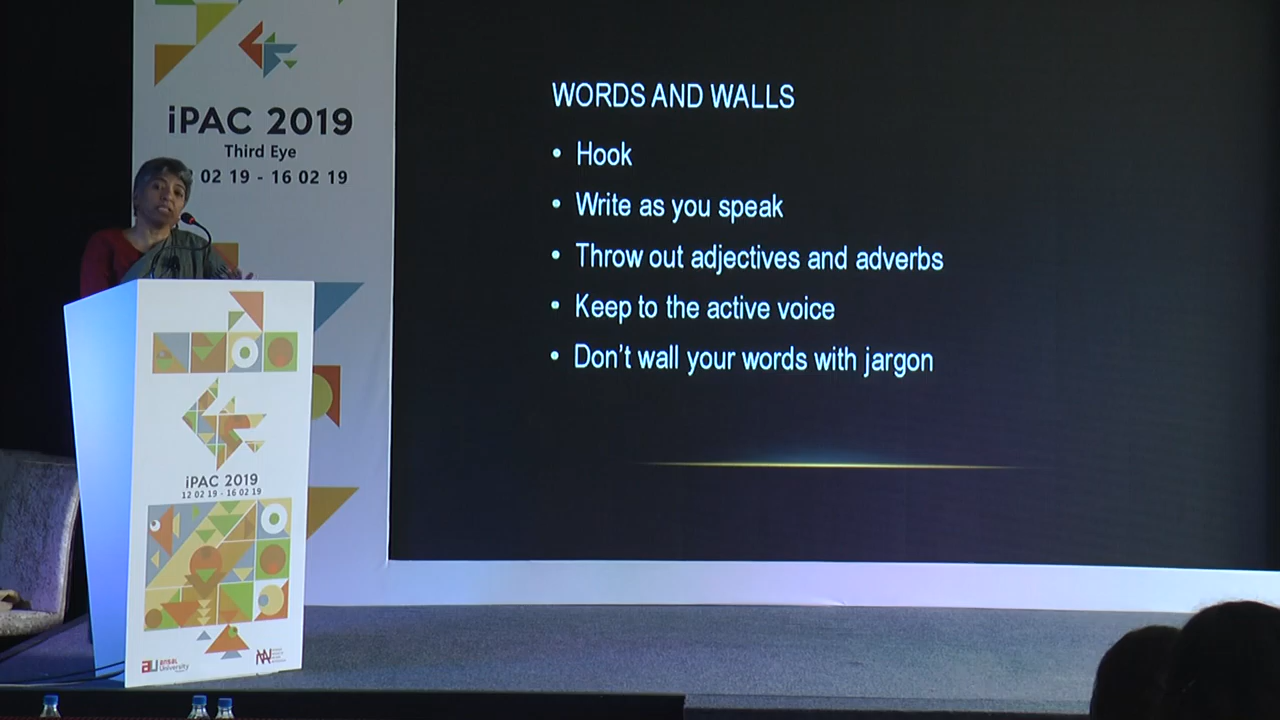 iPAC 2019
Third Eye
02 19 - 16 02 19
WORDS AND WALLS
• Hook
• Write as you speak
• Throw out adjectives and adverbs
• Keep to the active voice
• Don't wall your words with jargon
iPAC 2019
12 02 19 - 16 02 19
au ansal
University